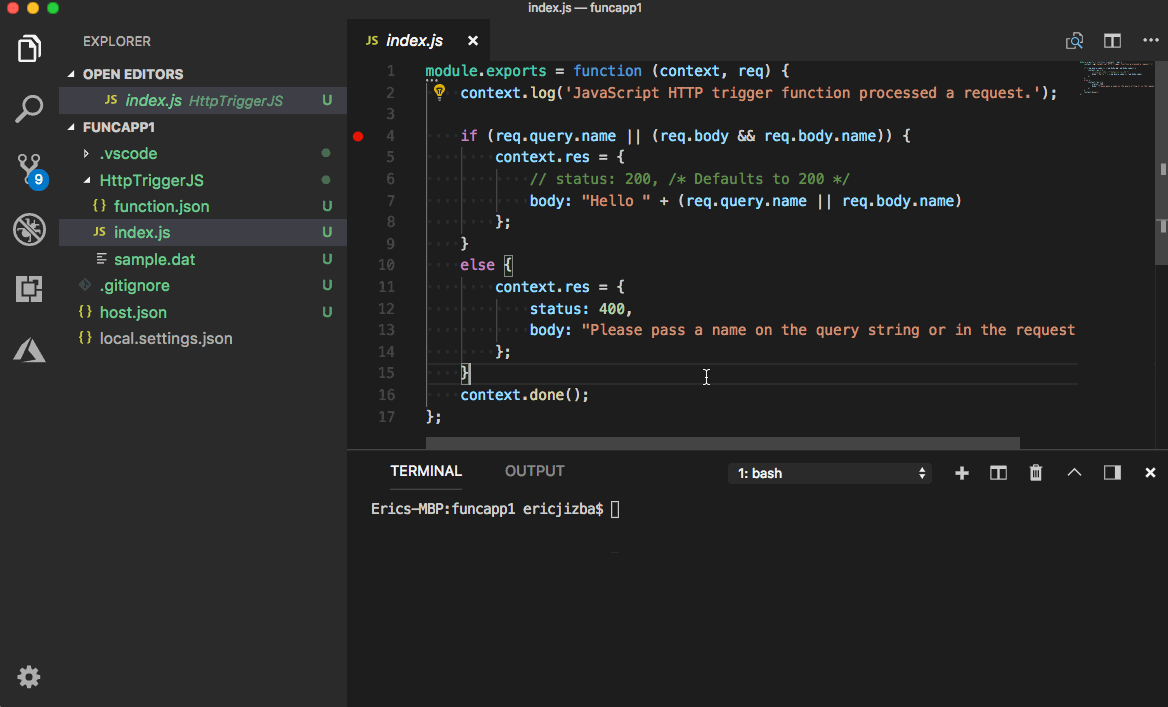 index.js — funcapp1
EXPLORER
OPEN EDITORS
JS index.js HttpTriggerJS U
FUNCAPP1
.vscode
HttpTriggerJS
{} function.json U
JS index.js U
sample.dat U
.gitignore U
{} host.json U
{} local.settings.json
9
JS index.js
1 module.exports = function (context, req) {
2 context.log('JavaScript HTTP trigger function processed a request.');
3
4 if (req.query.name || (req.body && req.body.name)) {
5 context.res = {
6 // status: 200, /* Defaults to 200 */
7 body: "Hello " + (req.query.name || req.body.name)
8 };
9 }
10 else {
11 context.res = {
12 status: 400,
13 body: "Please pass a name on the query string or in the request
14 };
15 }
16 context.done();
17 };
TERMINAL OUTPUT 1: bash
Erics-MBP:funcapp1 ericjizba$